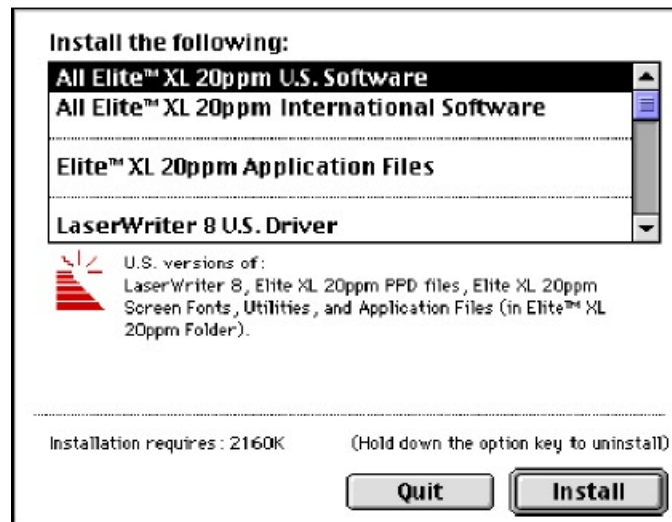 Install the following:
All Elite™ XL 20ppm U.S. Software
All Elite™ XL 20ppm International Software
Elite™ XL 20ppm Application Files
LaserWriter 8 U.S. Driver
U.S. versions of:
LaserWriter 8, Elite XL 20ppm PPD files, Elite XL 20ppm
Screen Fonts, Utilities, and Application Files (in Elite™ XL
20ppm Folder).
Installation requires: 2160K (Hold down the option key to uninstall)
Quit Install